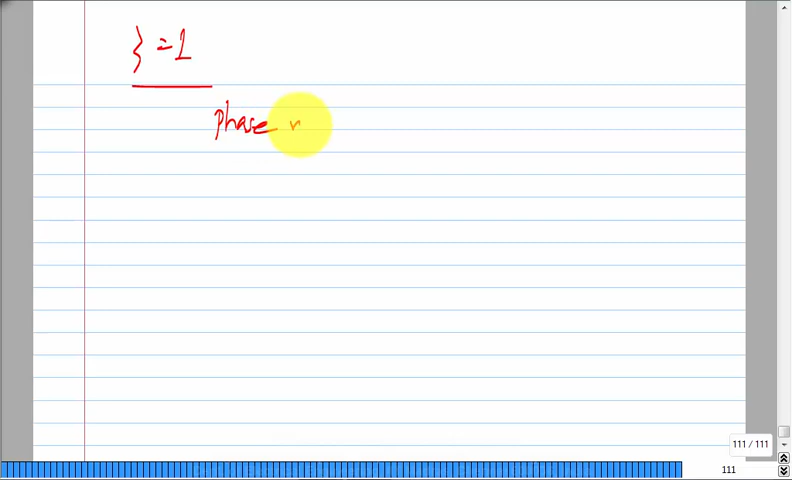 ξ = 1
phase
111 / 111
111